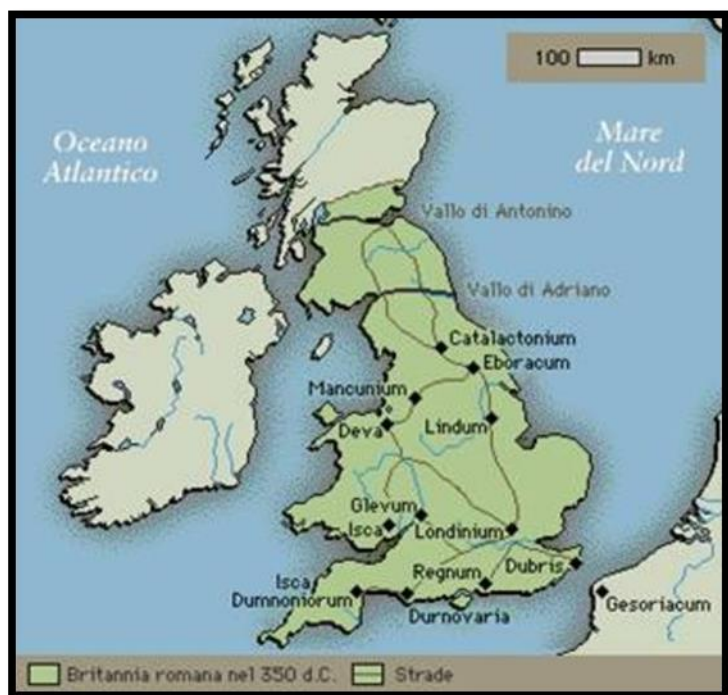 100 km
Oceano
Atlantico
Mare
del Nord
Vallo di Antonino
Vallo di Adriano
Catalactonium
Eboracum
Mancunium
Deva
Lindum
Glevum
Isca
Londinium
Isca
Dumnoniorum
Regnum
Dubris
Durnovaria
Gesoriacum
Britannia romana nel 350 d.C.
Strade